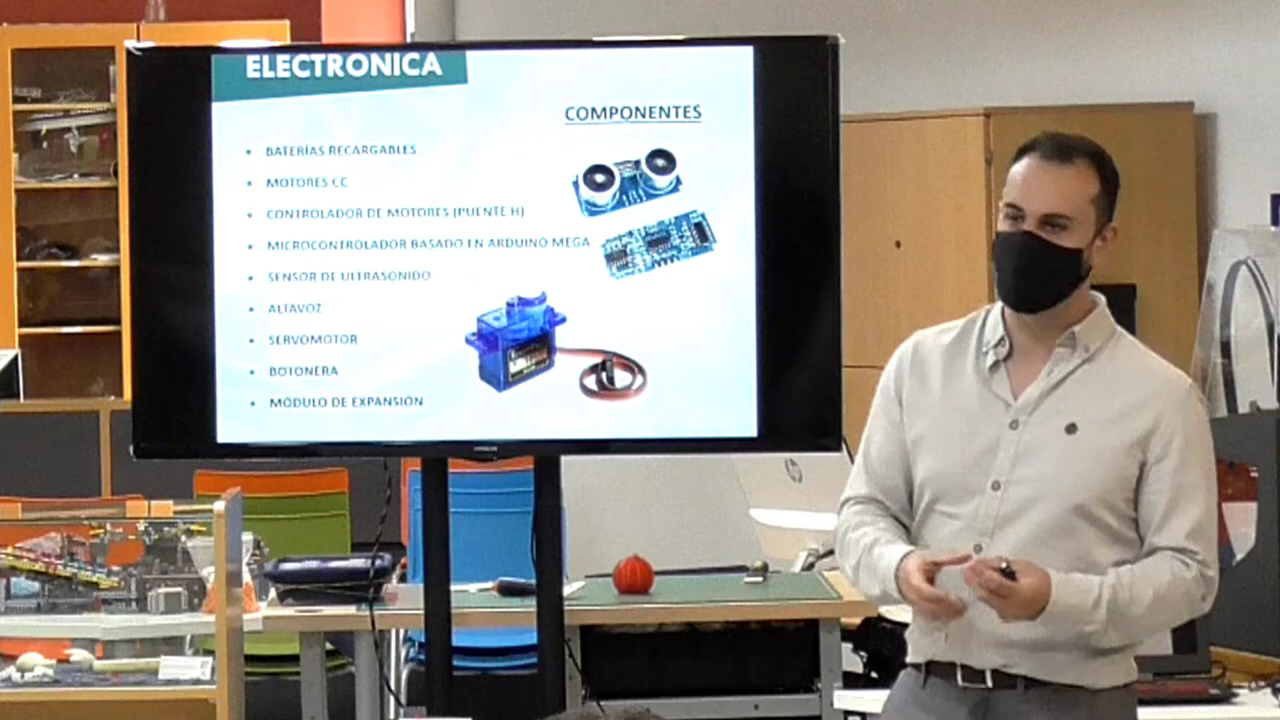 ELECTRONICA
COMPONENTES
BATERÍAS RECARGABLES
MOTORES CC
CONTROLADOR DE MOTORES (PUENTE H)
MICROCONTROLADOR BASADO EN ARDUINO MEGA
SENSOR DE ULTRASONIDO
ALTAVOZ
SERVOMOTOR
BOTONERA
MÓDULO DE EXPANSIÓN
hp